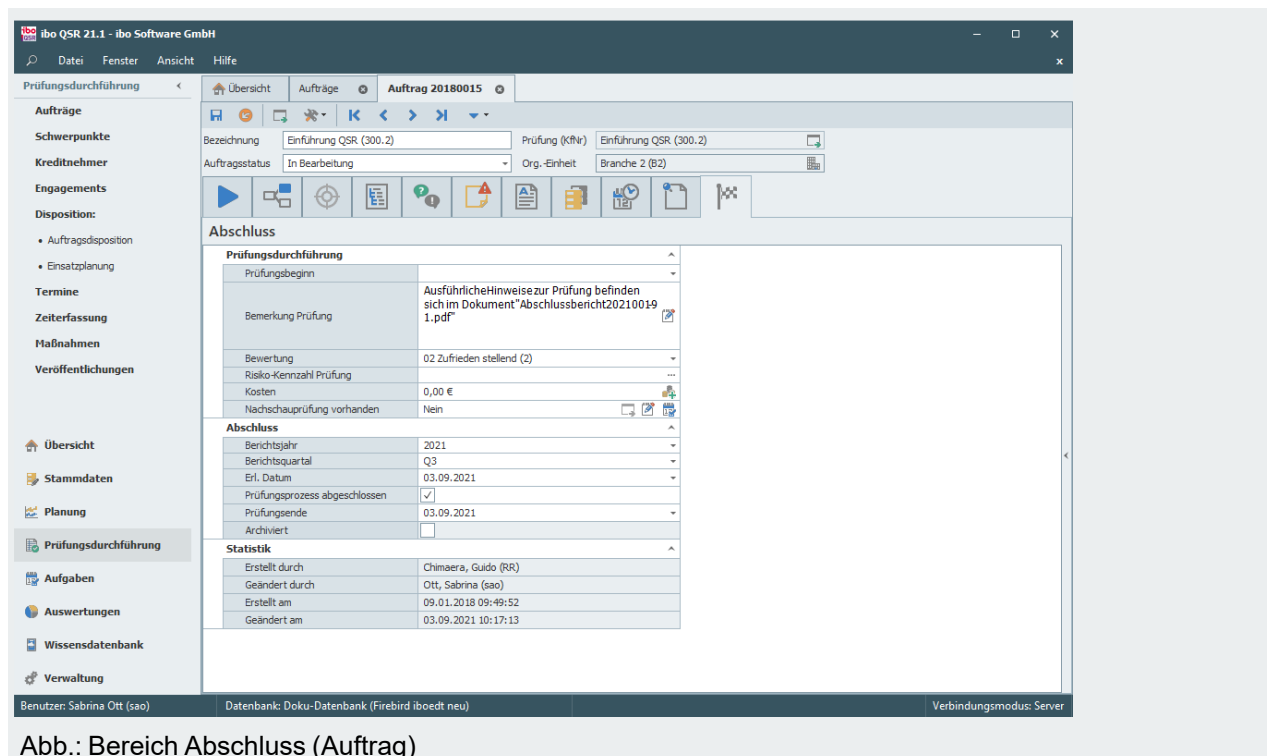 ibo QSR 21.1 - ibo Software GmbH
Datei Fenster Ansicht Hilfe
Prüfungsdurchführung
Übersicht Aufträge Auftrag 20180015
Aufträge
Schwerpunkte
Kreditnehmer
Engagements
Disposition:
• Auftragsdisposition
• Einsatzplanung
Termine
Zeiterfassung
Maßnahmen
Veröffentlichungen
Übersicht
Stammdaten
Planung
Prüfungsdurchführung
Aufgaben
Auswertungen
Wissensdatenbank
Verwaltung
Bezeichnung Einführung QSR (300.2) Prüfung (KfNr) Einführung QSR (300.2)
Auftragsstatus In Bearbeitung Org.-Einheit Branche 2 (B2)
Abschluss
Prüfungsdurchführung
Prüfungsbeginn
Bemerkung Prüfung
AusführlicheHinweisezur Prüfung befinden
sich im Dokument"Abschlussbericht20210019-
1.pdf"
Bewertung 02 Zufrieden stellend (2)
Risiko-Kennzahl Prüfung
Kosten 0,00 €
Nachschauprüfung vorhanden Nein
Abschluss
Berichtsjahr 2021
Berichtsquartal Q3
Erl. Datum 03.09.2021
Prüfungsprozess abgeschlossen
Prüfungsende 03.09.2021
Archiviert
Statistik
Erstellt durch Chimaera, Guido (RR)
Geändert durch Ott, Sabrina (sao)
Erstellt am 09.01.2018 09:49:52
Geändert am 03.09.2021 10:17:13
Benutzer: Sabrina Ott (sao) Datenbank: Doku-Datenbank (Firebird iboedt neu) Verbindungsmodus: Server
Abb.: Bereich Abschluss (Auftrag)